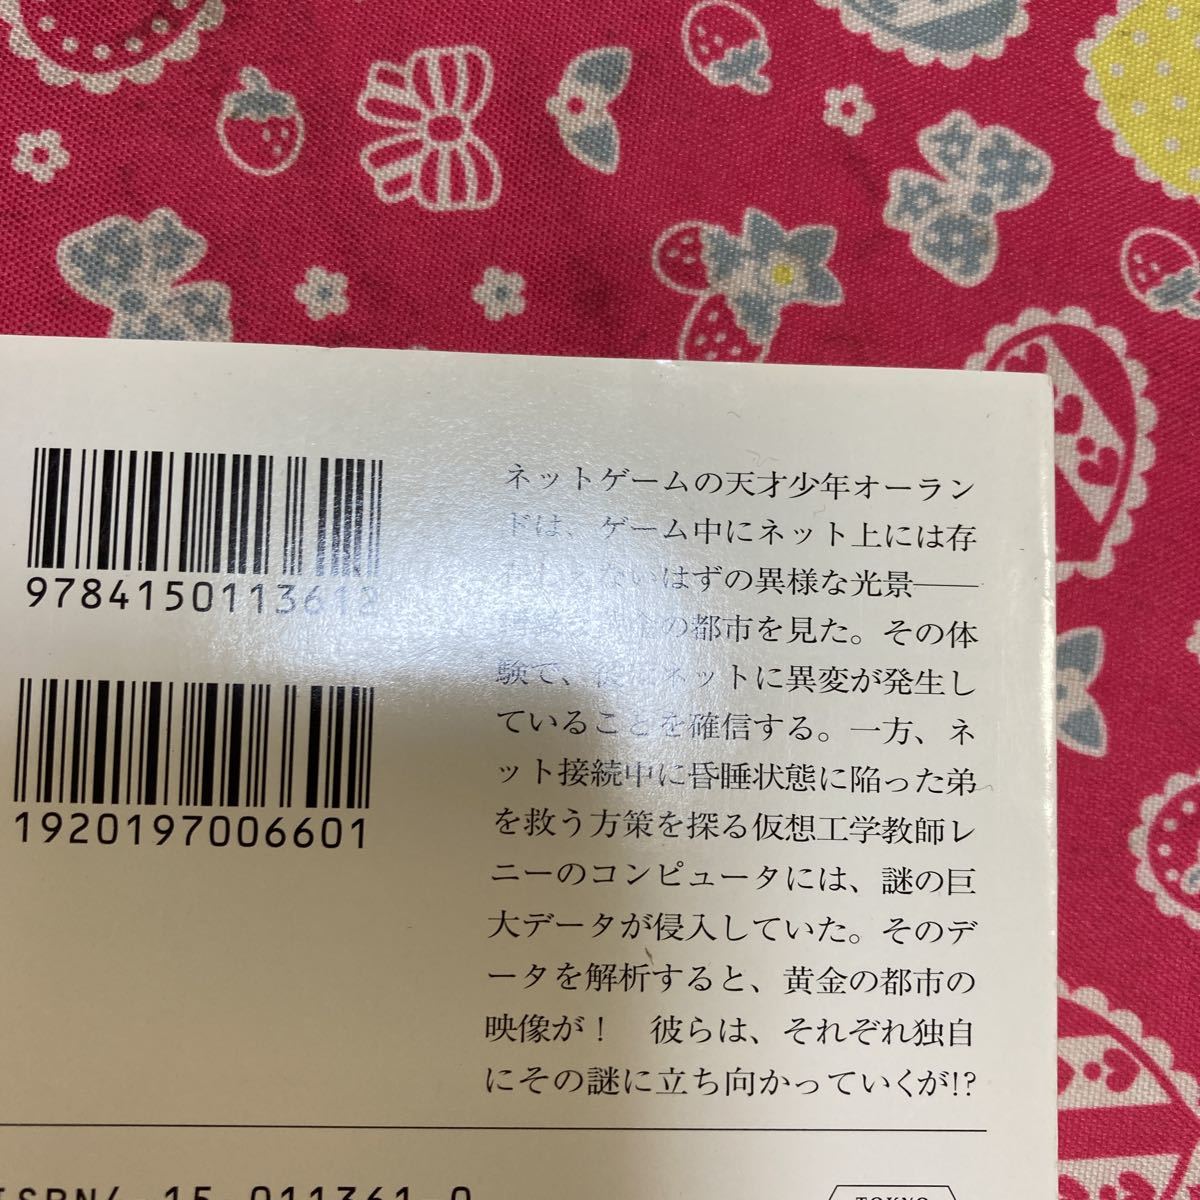 9784150113612
1920197006601
ネットゲームの天才少年オーラン
ドは、ゲーム中にネット上には存
ないはずの異様な光景――
の都市を見た。その体
験で、彼はネットに異変が発生し
ていることを確信する。一方、ネ
ット接続中に昏睡状態に陥った弟
を救う方策を探る仮想工学教師レ
ニーのコンピュータには、謎の巨
大データが侵入していた。そのデ
ータを解析すると、黄金の都市の
映像が！　彼らは、それぞれ独自
にその謎に立ち向かっていくが!?
ISBN4-15-011361-0
TOKYO